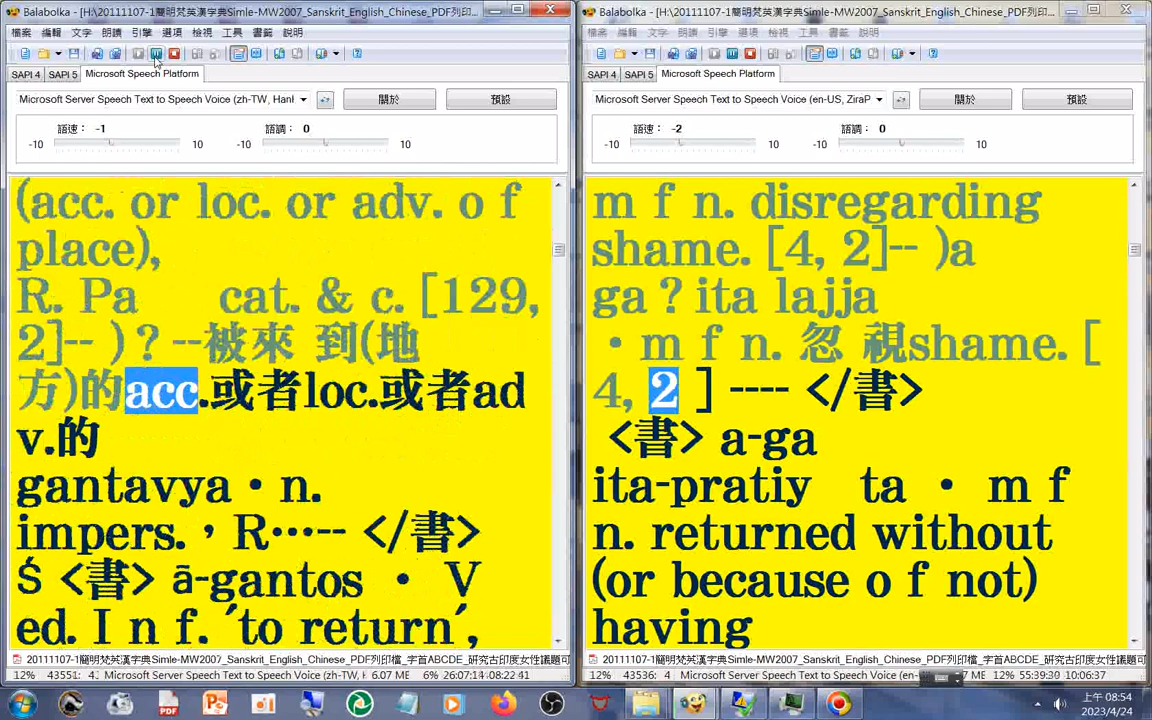 Balabolka - [H:\20111107-1簡明梵英漢字典Simle-MW2007_Sanskrit_English_Chinese_PDF列印...
檔案 編輯 文字 朗讀 引擎 選項 檢視 工具 書籤 說明
SAPI 4 SAPI 5 Microsoft Speech Platform
Microsoft Server Speech Text to Speech Voice (zh-TW, Hanl
關於 預設
語速： -1 語調： 0
-10 10 -10 10
(acc. or loc. or adv. o f
place),
R. Pa cat. & c. [129,
2]-- )？--被來 到(地
方)的acc.或者loc.或者ad
v.的
gantavya・n.
impers.，R…-- </書>
Ś <書> ā-gantos ・ V
ed. I n f. 'to return',
20111107-1簡明梵英漢字典Simle-MW2007_Sanskrit_English_Chinese_PDF列印檔_字首ABCDE_研究古印度女性議題可
12% 43551: 4. Microsoft Server Speech Text to Speech Voice (zh-TW, H 6.07 MB 6% 26:07:14-08:22:41
Balabolka - [H:\20111107-1簡明梵英漢字典Simle-MW2007_Sanskrit_English_Chinese_PDF列印...
檔案 編輯 文字 朗讀 引擎 選項 檢視 工具 書籤 說明
SAPI 4 SAPI 5 Microsoft Speech Platform
Microsoft Server Speech Text to Speech Voice (en-US, ZiraP
關於 預設
語速： -2 語調： 0
-10 10 -10 10
m f n. disregarding
shame. [4, 2]-- )a
ga？ita lajja
・m f n. 忽 視shame. [
4, 2 ] ---- </書>
<書> a-ga
ita-pratiy ta ・ m f
n. returned without
(or because o f not)
having
20111107-1簡明梵英漢字典Simle-MW2007_Sanskrit_English_Chinese_PDF列印檔_字首ABCDE_研究古印度女性議題可
12% 43536: 4. Microsoft Server Speech Text to Speech Voice (en-us 12% 55:39:30-10:06:37
上午 08:54
2023/4/24